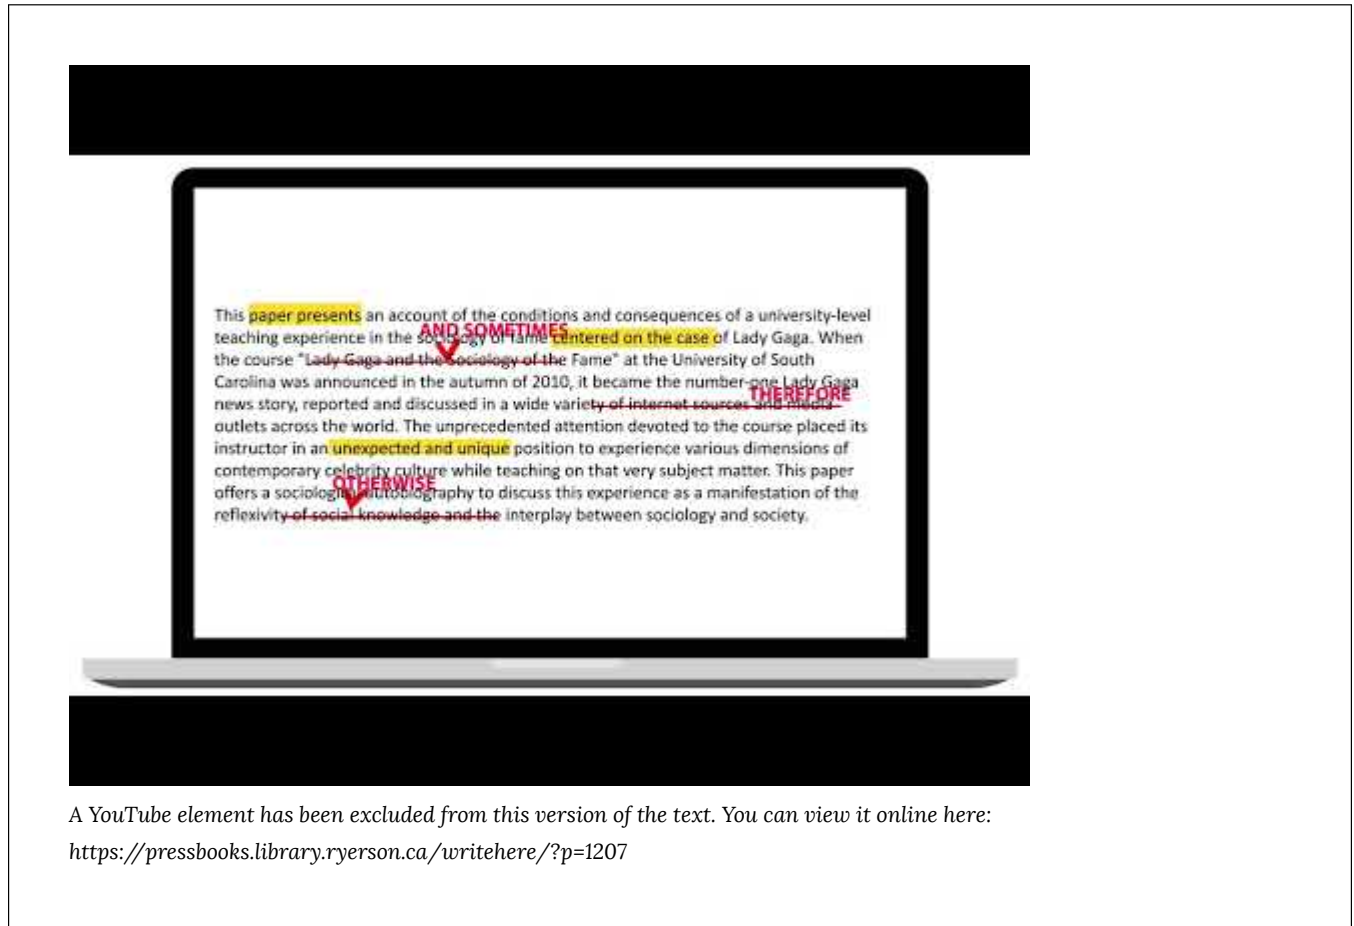 This paper presents an account of the conditions and consequences of a university-level
AND SOMETIMES
teaching experience in the sociology of fame centered on the case of Lady Gaga. When
the course "Lady Gaga and the Sociology of the Fame" at the University of South
Carolina was announced in the autumn of 2010, it became the number-one Lady Gaga
THEREFORE
news story, reported and discussed in a wide variety of internet sources and media
outlets across the world. The unprecedented attention devoted to the course placed its
instructor in an unexpected and unique position to experience various dimensions of
contemporary celebrity culture while teaching on that very subject matter. This paper
OTHERWISE
offers a sociological autobiography to discuss this experience as a manifestation of the
reflexivity of social knowledge and the interplay between sociology and society.
A YouTube element has been excluded from this version of the text. You can view it online here:
https://pressbooks.library.ryerson.ca/writehere/?p=1207